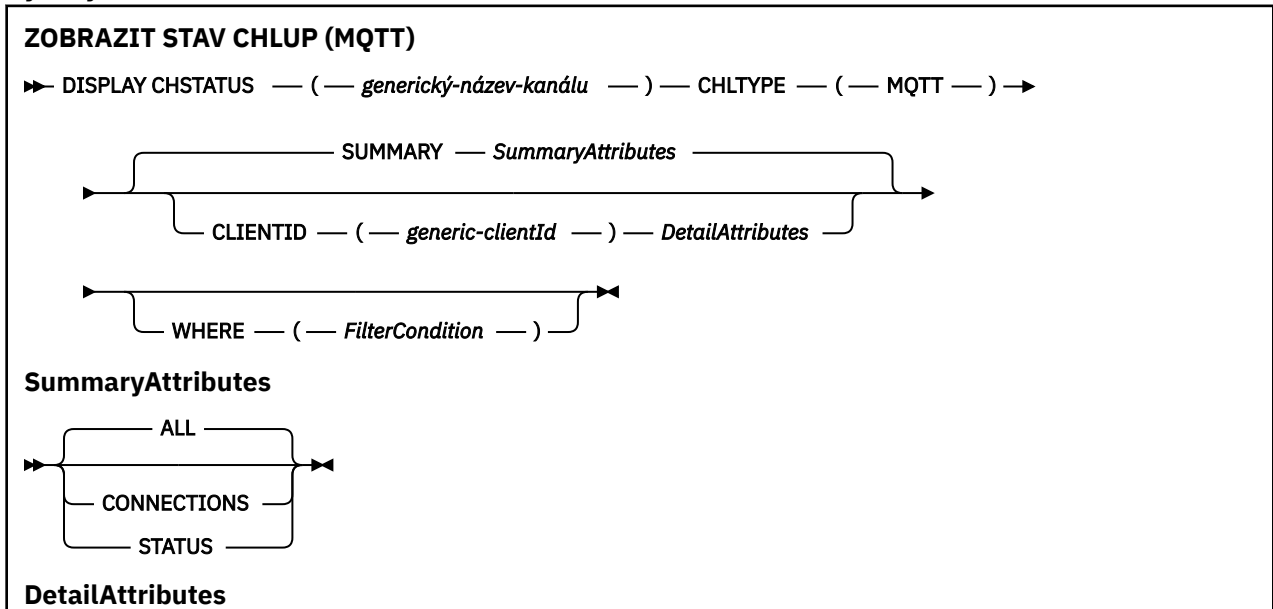 ZOBRAZIT STAV CHLUP (MQTT)
DISPLAY CHSTATUS ( generický-název-kanálu ) CHLTYPE ( MQTT )
SUMMARY SummaryAttributes
CLIENTID ( generic-clientId ) DetailAttributes
WHERE ( FilterCondition )
SummaryAttributes
ALL
CONNECTIONS
STATUS
DetailAttributes